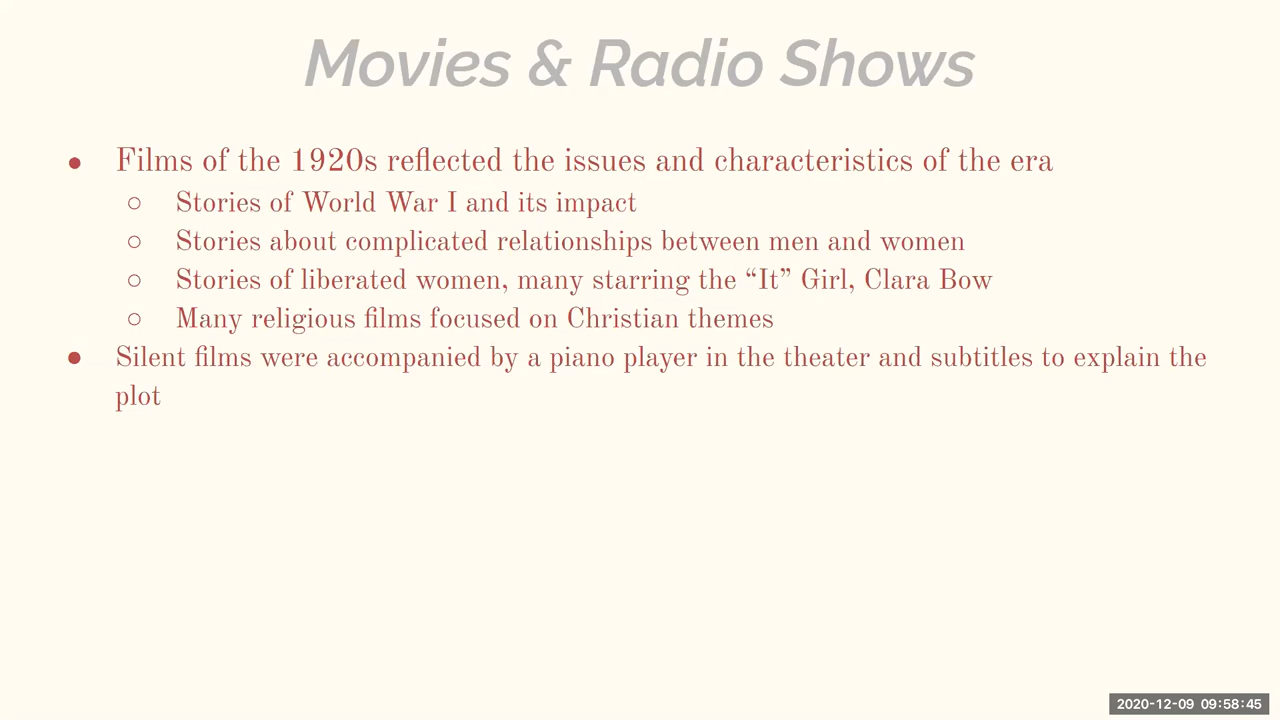 Movies & Radio Shows
● Films of the 1920s reflected the issues and characteristics of the era
○ Stories of World War I and its impact
○ Stories about complicated relationships between men and women
○ Stories of liberated women, many starring the “It” Girl, Clara Bow
○ Many religious films focused on Christian themes
● Silent films were accompanied by a piano player in the theater and subtitles to explain the
plot
2020-12-09 09:58:45